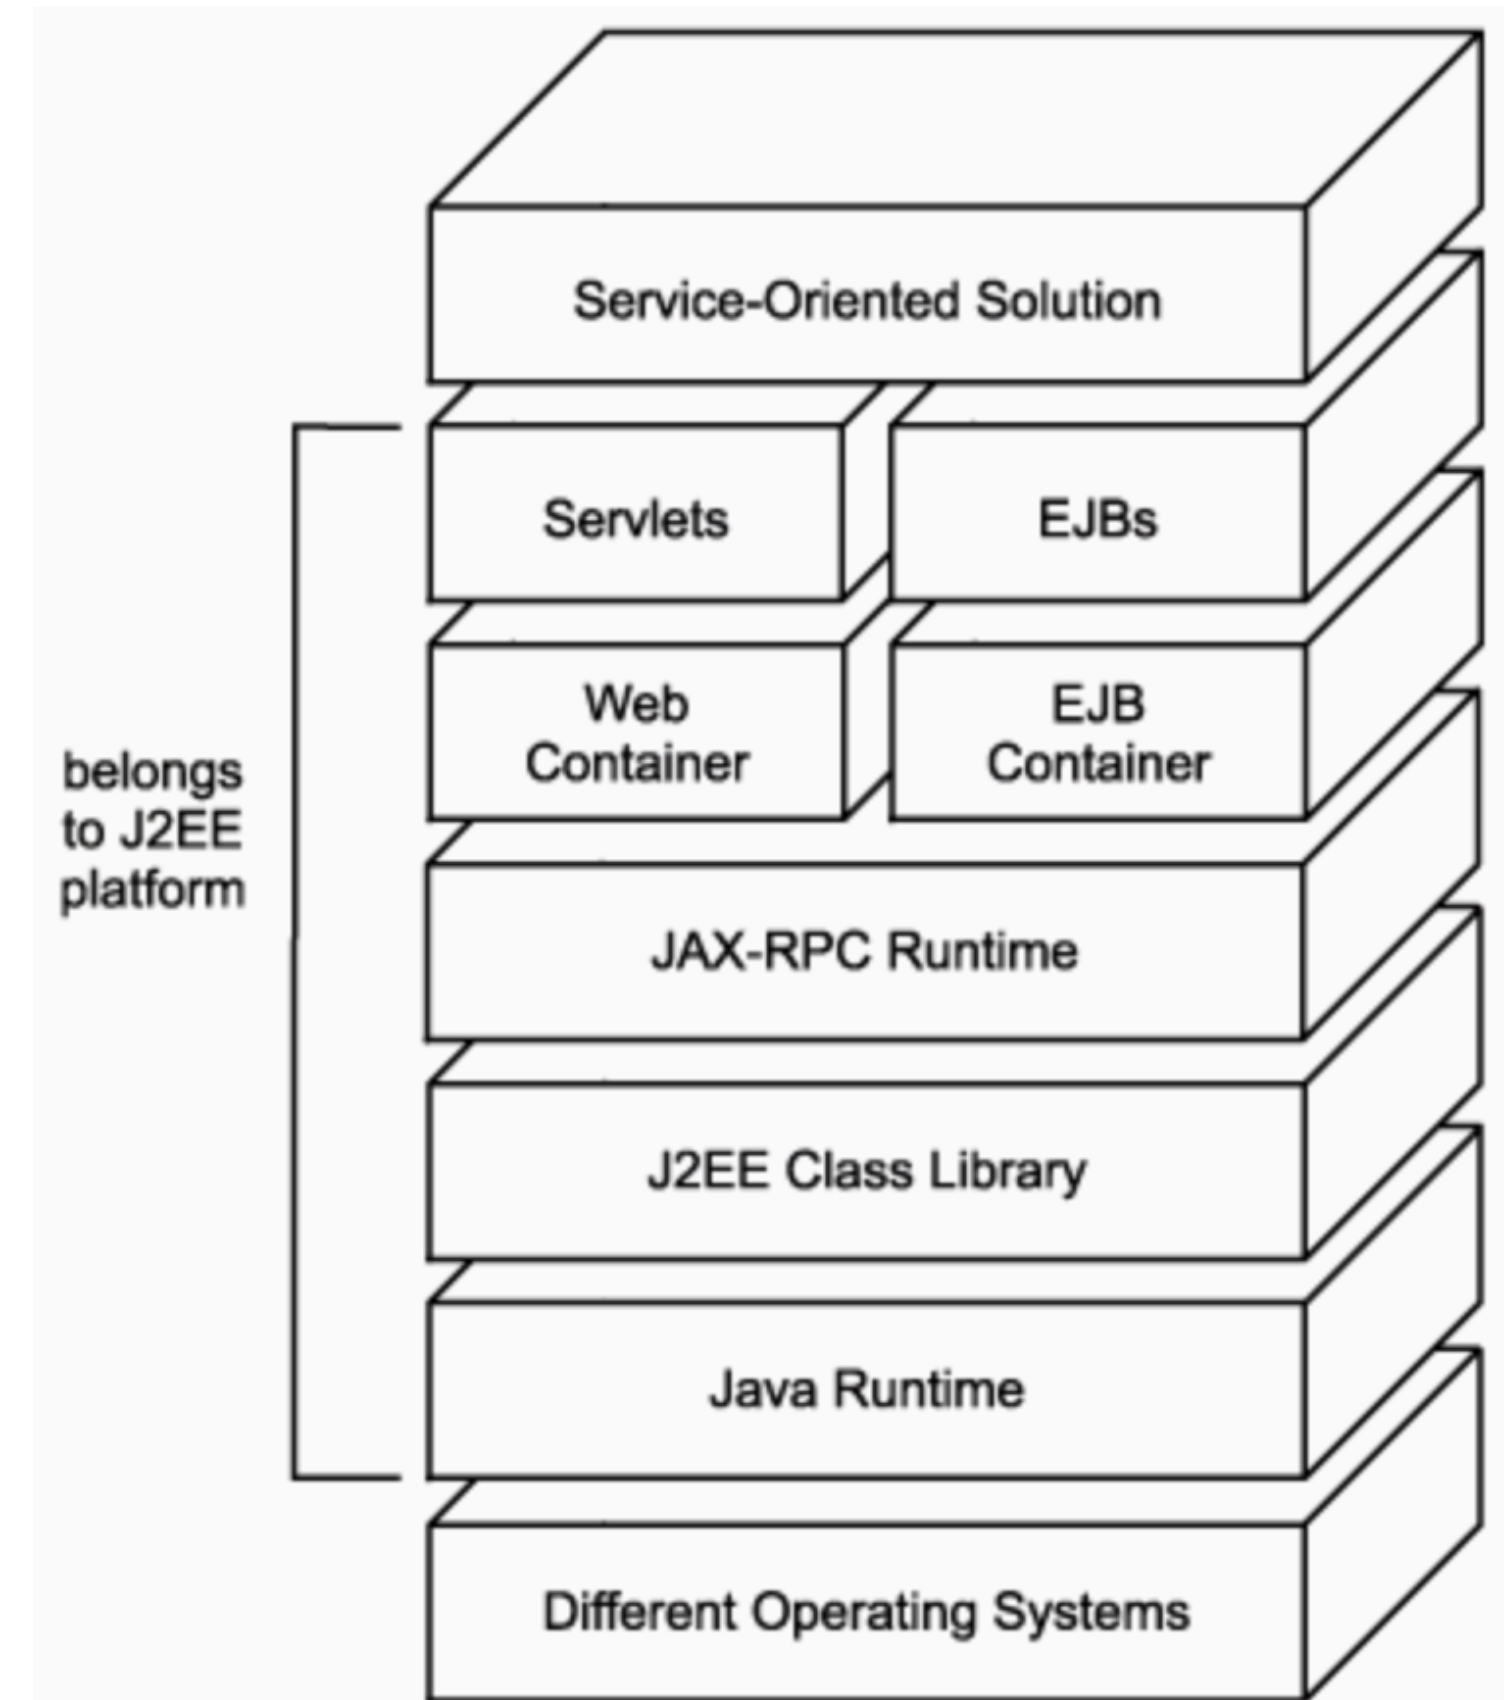 Service-Oriented Solution
Servlets
EJBs
Web
Container
EJB
Container
belongs
to J2EE
platform
JAX-RPC Runtime
J2EE Class Library
Java Runtime
Different Operating Systems